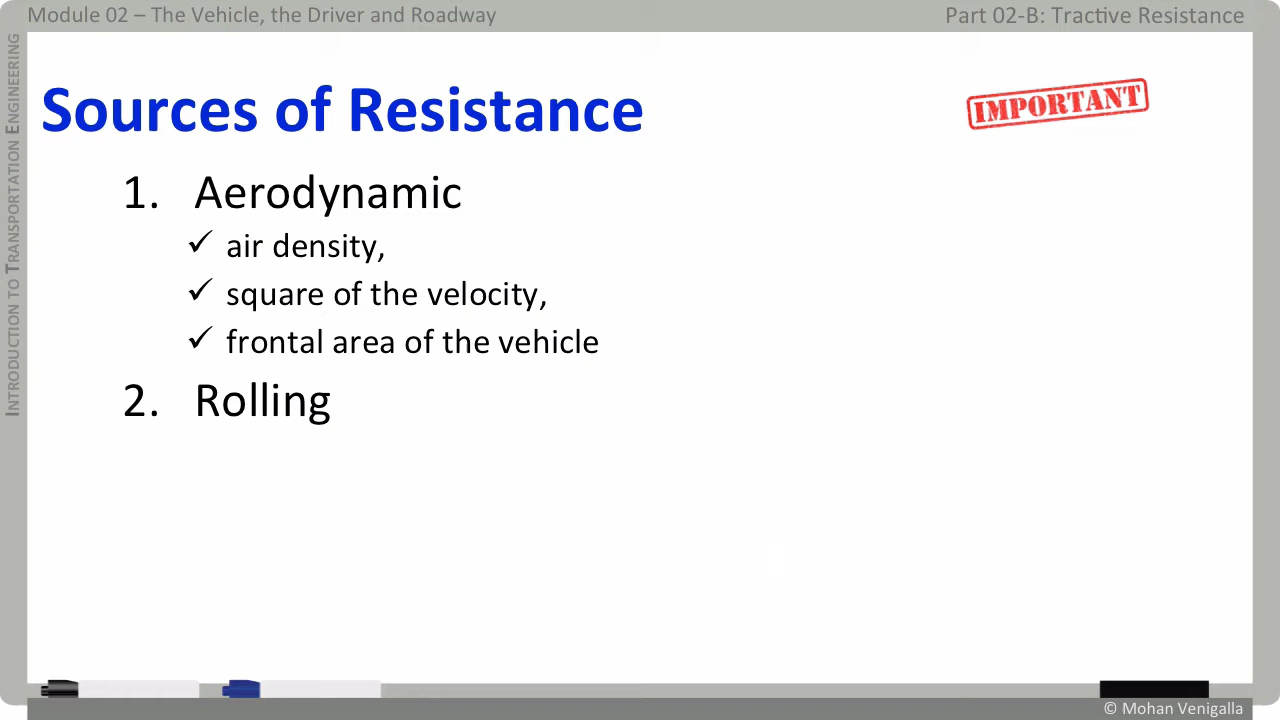 Module 02 – The Vehicle, the Driver and Roadway
Part 02-B: Tractive Resistance
INTRODUCTION TO TRANSPORTATION ENGINEERING
Sources of Resistance
IMPORTANT
1. Aerodynamic
✓ air density,
✓ square of the velocity,
✓ frontal area of the vehicle
2. Rolling
© Mohan Venigalla